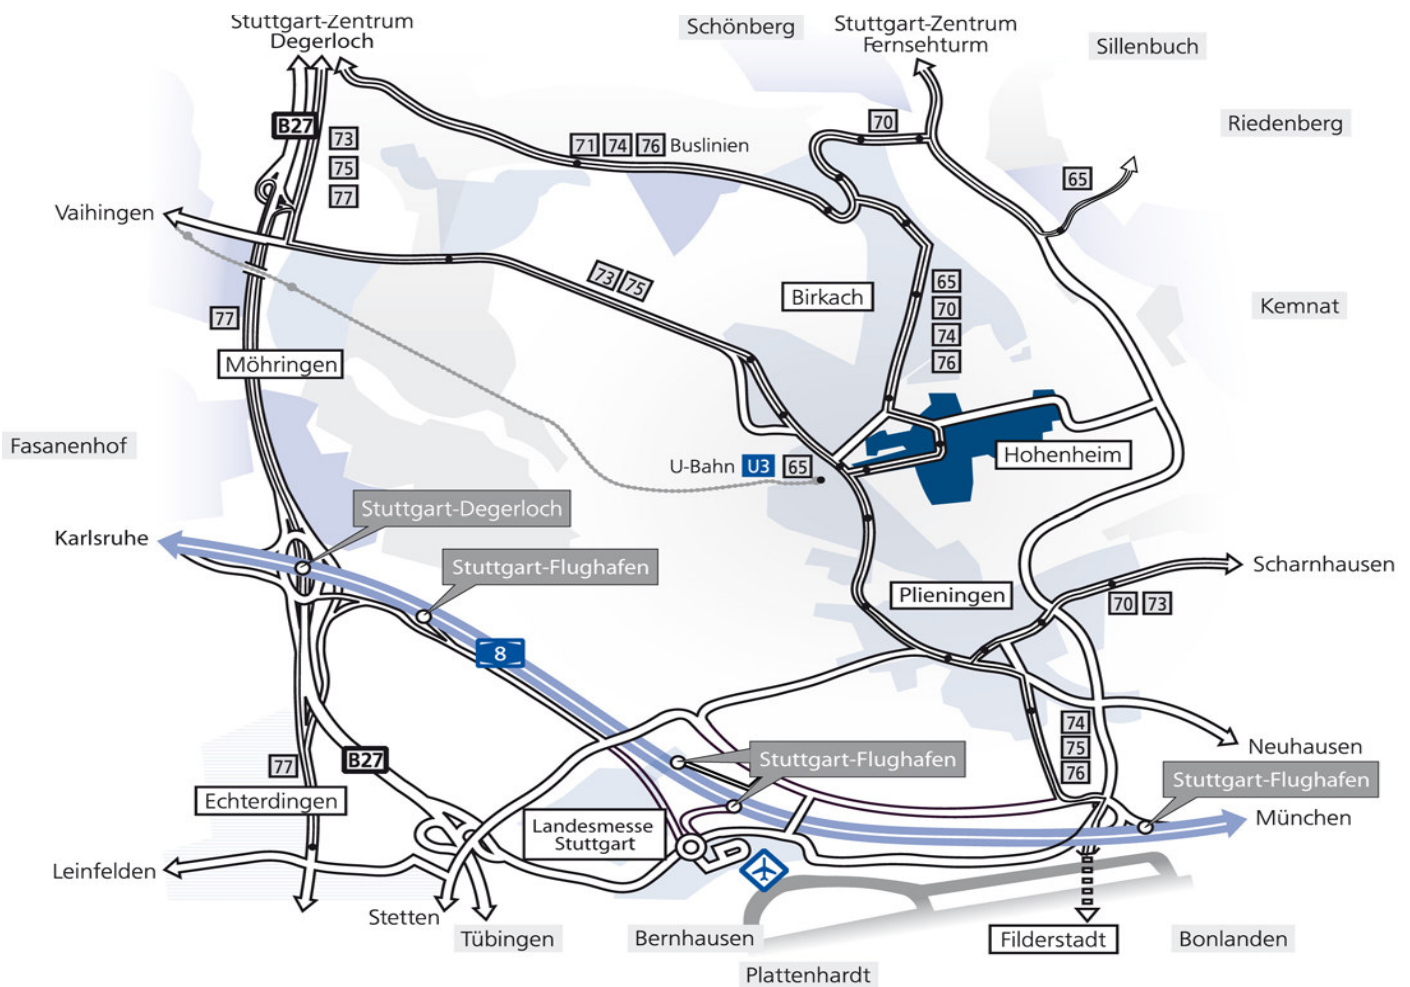 Stuttgart-Zentrum
Degerloch
Schönberg
Stuttgart-Zentrum
Fernsehturm
Sillenbuch
Riedenberg
B27
73
75
77
71 74 76 Buslinien
70
65
Vaihingen
73 75
Birkach
65
70
74
76
Kemnat
77
Möhringen
Fasanenhof
U-Bahn U3 65
Hohenheim
Stuttgart-Degerloch
Karlsruhe
Stuttgart-Flughafen
Scharnhausen
Plieningen
70 73
8
74
75
76
Neuhausen
B27
77
Stuttgart-Flughafen
Stuttgart-Flughafen
Echterdingen
Landesmesse
Stuttgart
München
Leinfelden
Stetten
Tübingen
Bernhausen
Filderstadt
Bonlanden
Plattenhardt